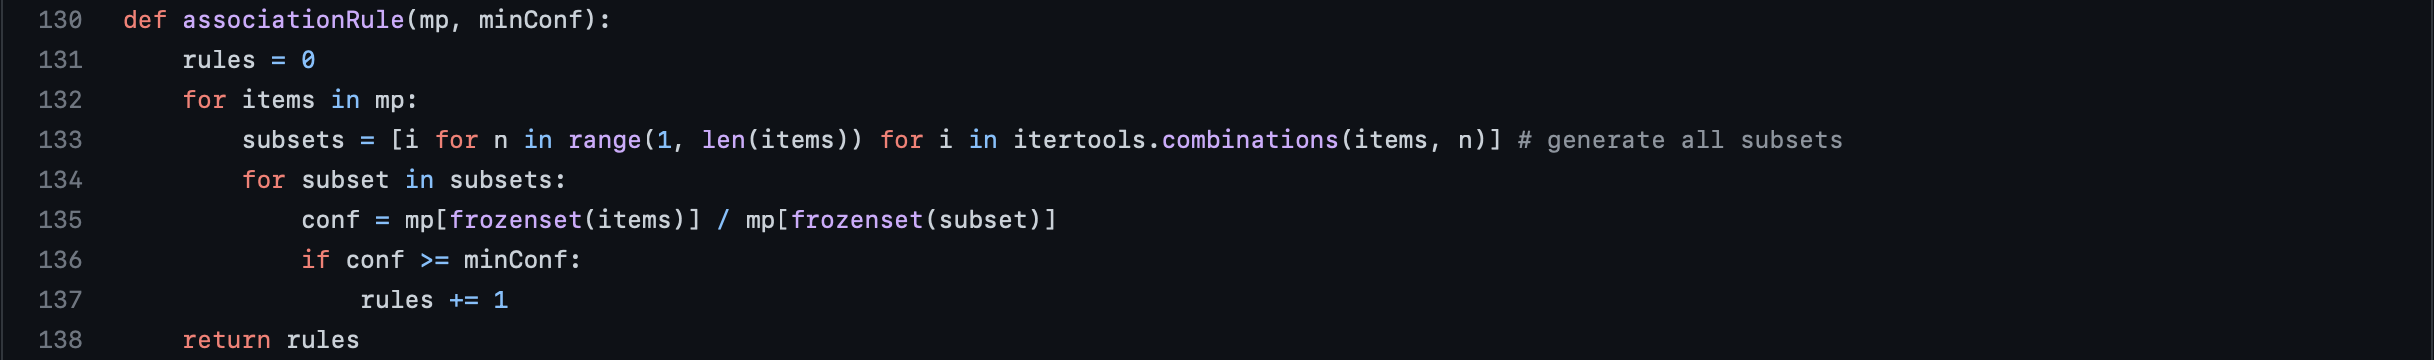 130 def associationRule(mp, minConf):
131     rules = 0
132     for items in mp:
133         subsets = [i for n in range(1, len(items)) for i in itertools.combinations(items, n)] # generate all subsets
134         for subset in subsets:
135             conf = mp[frozenset(items)] / mp[frozenset(subset)]
136             if conf >= minConf:
137                 rules += 1
138     return rules